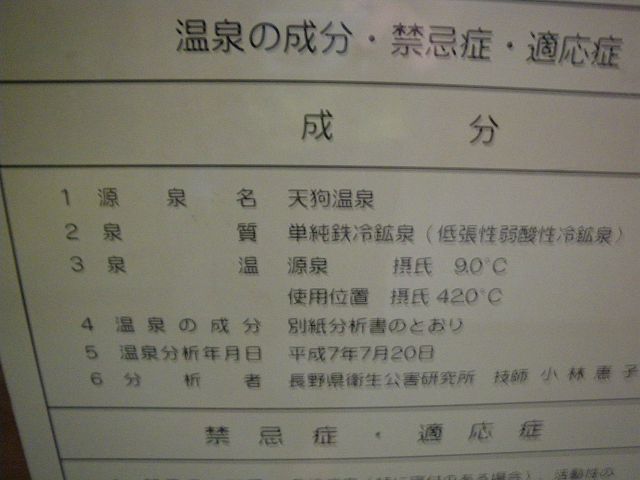 温泉の成分・禁忌症・適応症
成 分
1 源泉名 天狗温泉
2 泉質 単純鉄冷鉱泉(低張性弱酸性冷鉱泉)
3 泉温 源泉 摂氏 9.0°C
使用位置 摂氏 42.0°C
4 温泉の成分 別紙分析書のとおり
5 温泉分析年月日 平成7年7月20日
6 分析者 長野県衛生公害研究所 技師 小林恵子
禁忌症・適応症